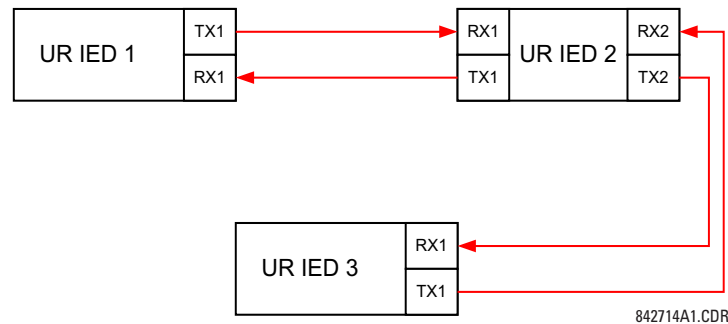 UR IED 1
TX1
RX1
RX1
TX1
UR IED 2
RX2
TX2
UR IED 3
RX1
TX1
842714A1.CDR